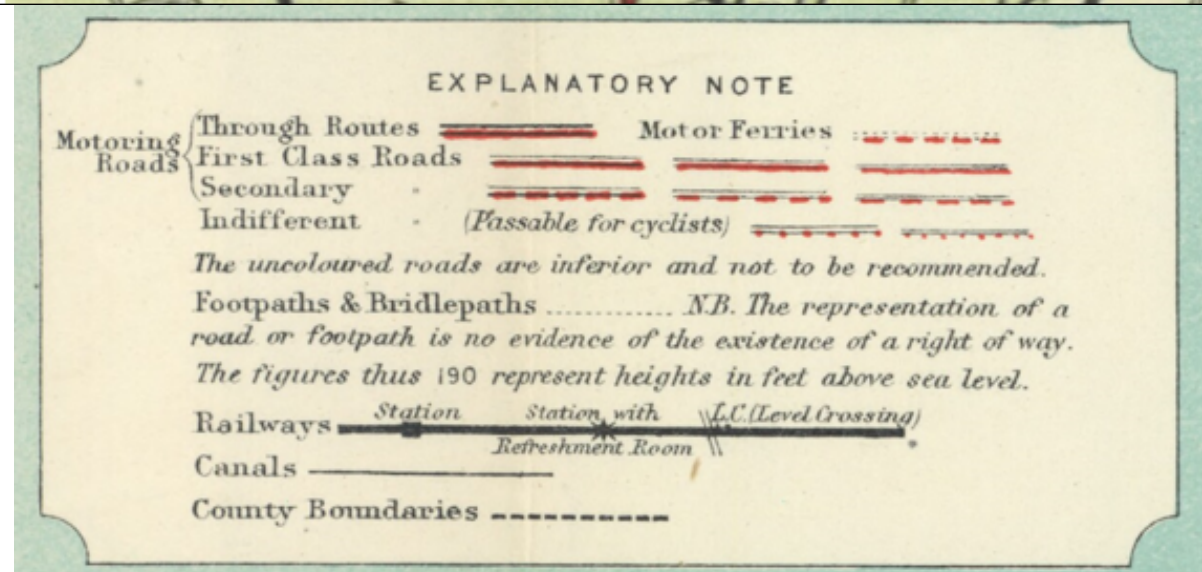 EXPLANATORY NOTE
Motoring Roads
Through Routes Motor Ferries
First Class Roads
Secondary "
Indifferent " (Passable for cyclists)
The uncoloured roads are inferior and not to be recommended.
Footpaths & Bridlepaths ............ N.B. The representation of a
road or footpath is no evidence of the existence of a right of way.
The figures thus 190 represent heights in feet above sea level.
Railways Station Station with Refreshment Room L.C. (Level Crossing)
Canals
County Boundaries